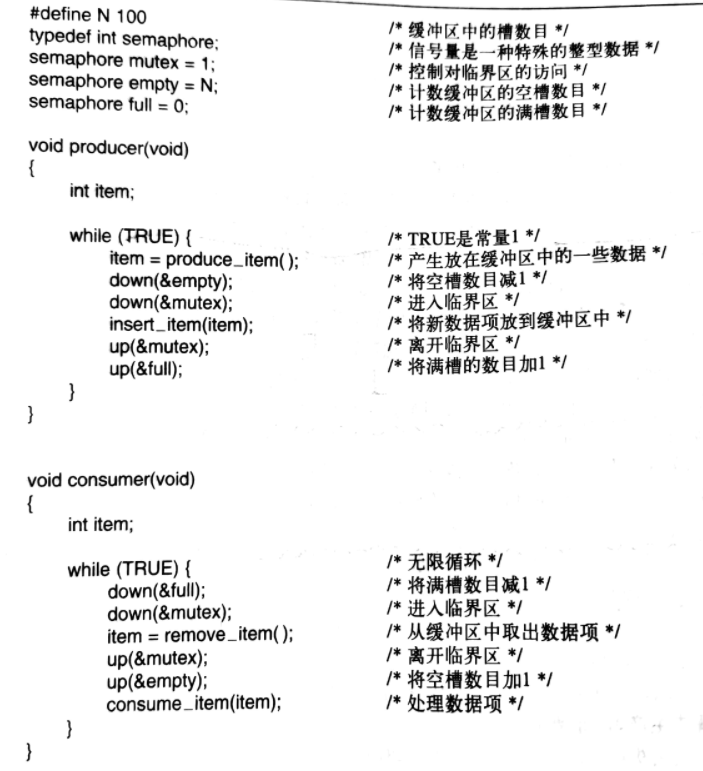 #define N 100 /* 缓冲区中的槽数目 */
typedef int semaphore; /* 信号量是一种特殊的整型数据 */
semaphore mutex = 1; /* 控制对临界区的访问 */
semaphore empty = N; /* 计数缓冲区的空槽数目 */
semaphore full = 0; /* 计数缓冲区的满槽数目 */
void producer(void)
{
int item;
while (TRUE) { /* TRUE是常量1 */
item = produce_item( ); /* 产生放在缓冲区中的一些数据 */
down(&empty); /* 将空槽数目减1 */
down(&mutex); /* 进入临界区 */
insert_item(item); /* 将新数据项放到缓冲区中 */
up(&mutex); /* 离开临界区 */
up(&full); /* 将满槽的数目加1 */
}
}
void consumer(void)
{
int item;
while (TRUE) { /* 无限循环 */
down(&full); /* 将满槽数目减1 */
down(&mutex); /* 进入临界区 */
item = remove_item( ); /* 从缓冲区中取出数据项 */
up(&mutex); /* 离开临界区 */
up(&empty); /* 将空槽数目加1 */
consume_item(item); /* 处理数据项 */
}
}